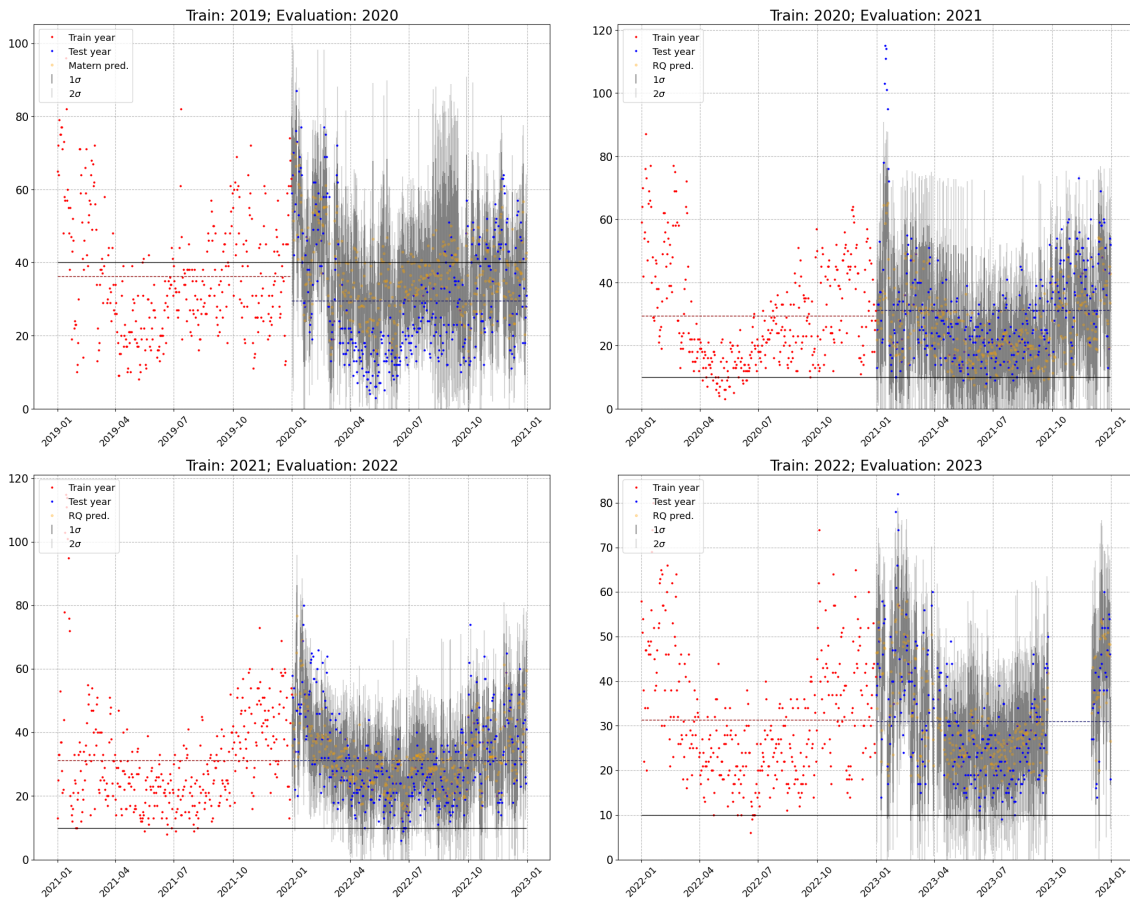 Train: 2019; Evaluation: 2020
100
80
60
40
20
0
Train year
Test year
Matern pred.
1σ
2σ
2019-01
2019-04
2019-07
2019-10
2020-01
2020-04
2020-07
2020-10
2021-01
Train: 2020; Evaluation: 2021
120
100
80
60
40
20
0
Train year
Test year
RQ pred.
1σ
2σ
2020-01
2020-04
2020-07
2020-10
2021-01
2021-04
2021-07
2021-10
2022-01
Train: 2021; Evaluation: 2022
120
100
80
60
40
20
0
Train year
Test year
RQ pred.
1σ
2σ
2021-01
2021-04
2021-07
2021-10
2022-01
2022-04
2022-07
2022-10
2023-01
Train: 2022; Evaluation: 2023
80
70
60
50
40
30
20
10
0
Train year
Test year
RQ pred.
1σ
2σ
2022-01
2022-04
2022-07
2022-10
2023-01
2023-04
2023-07
2023-10
2024-01